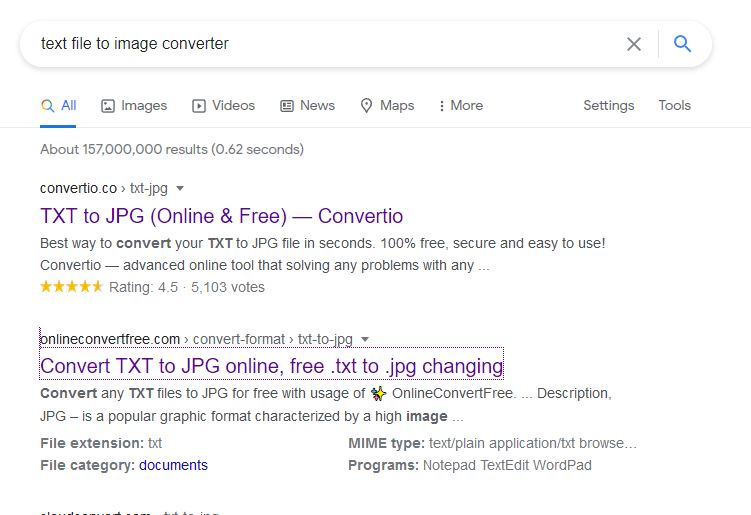 text file to image converter
All Images Videos News Maps More Settings Tools
About 157,000,000 results (0.62 seconds)
convertio.co › txt-jpg
TXT to JPG (Online & Free) — Convertio
Best way to convert your TXT to JPG file in seconds. 100% free, secure and easy to use!
Convertio — advanced online tool that solving any problems with any ...
Rating: 4.5 · 5,103 votes
onlineconvertfree.com › convert-format › txt-to-jpg
Convert TXT to JPG online, free .txt to .jpg changing
Convert any TXT files to JPG for free with usage of ✨ OnlineConvertFree. ... Description,
JPG – is a popular graphic format characterized by a high image ...
File extension: txt MIME type: text/plain application/txt browse...
File category: documents Programs: Notepad TextEdit WordPad